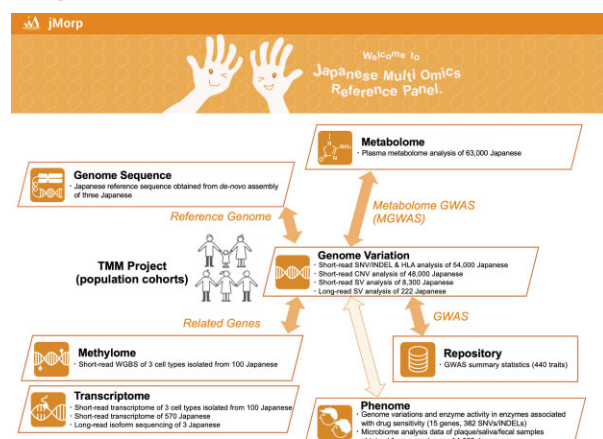 jMorp
Welcome to
Japanese Multi Omics
Reference Panel.
Metabolome
・Plasma metabolome analysis of 63,000 Japanese
Genome Sequence
・Japanese reference sequence obtained from de-novo assembly
of three Japanese
Reference Genome
Metabolome GWAS
(MGWAS)
TMM Project
(population cohorts)
Genome Variation
・Short-read SNV/INDEL & HLA analysis of 54,000 Japanese
・Short-read CNV analysis of 48,000 Japanese
・Short-read SV analysis of 8,300 Japanese
・Long-read SV analysis of 222 Japanese
Related Genes
GWAS
Methylome
・Short-read WGBS of 3 cell types isolated from 100 Japanese
Repository
・GWAS summary statistics (440 traits)
Transcriptome
・Short-read transcriptome of 3 cell types isolated from 100 Japanese
・Short-read transcriptome of 570 Japanese
・Long-read isoform sequencing of 3 Japanese
Phenome
・Genome variations and enzyme activity in enzymes associated
with drug sensitivity (15 genes, 382 SNVs/INDELs)
・Microbiome analysis data of plaque/saliva/fecal samples